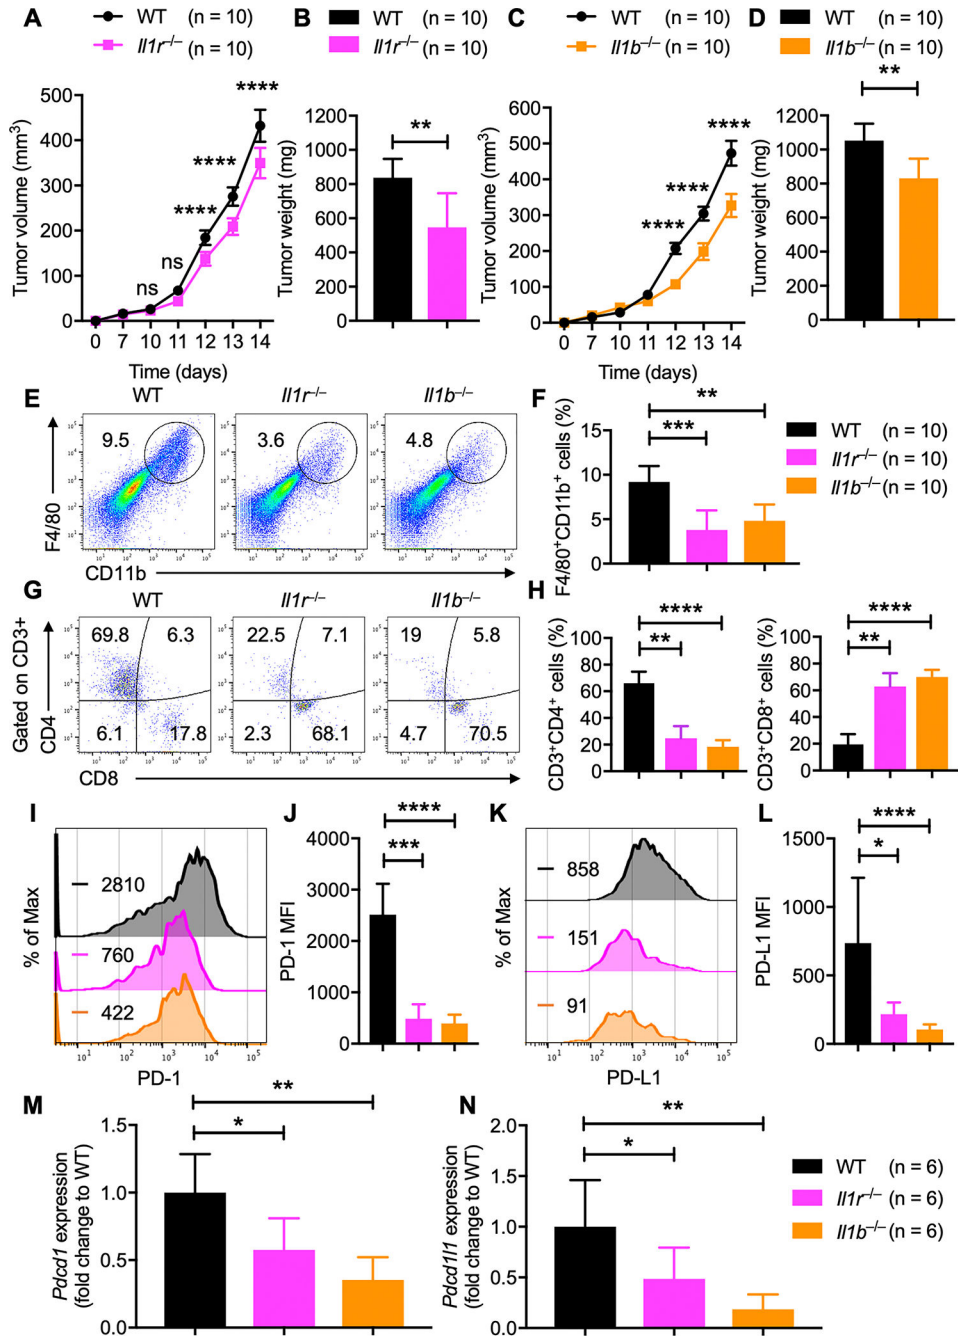 A
WT (n = 10)
Il1r–/– (n = 10)
Tumor volume (mm3)
500
400
300
200
100
0
ns
ns
****
****
****
0 7 10 11 12 13 14
Time (days)
B
WT (n = 10)
Il1r–/– (n = 10)
Tumor weight (mg)
1200
1000
800
600
400
200
0
**
C
WT (n = 10)
Il1b–/– (n = 10)
Tumor volume (mm3)
600
500
400
300
200
100
0
****
****
****
0 7 10 11 12 13 14
Time (days)
D
WT (n = 10)
Il1b–/– (n = 10)
Tumor weight (mg)
1200
1000
800
600
400
200
0
**
E
WT Il1r–/– Il1b–/–
9.5 3.6 4.8
F4/80
CD11b
F
F4/80+CD11b+ cells (%)
15
10
5
0
***
**
WT (n = 10)
Il1r–/– (n = 10)
Il1b–/– (n = 10)
G
WT Il1r–/– Il1b–/–
69.8 6.3 22.5 7.1 19 5.8
6.1 17.8 2.3 68.1 4.7 70.5
Gated on CD3+
CD4
CD8
H
CD3+CD4+ cells (%)
100
80
60
40
20
0
**
****
CD3+CD8+ cells (%)
100
80
60
40
20
0
**
****
I
% of Max
2810
760
422
101 102 103 104 105
PD-1
J
PD-1 MFI
4000
3000
2000
1000
0
***
****
K
% of Max
858
151
91
101 102 103 104 105
PD-L1
L
PD-L1 MFI
1500
1000
500
0
*
****
M
Pdcd1 expression
(fold change to WT)
1.5
1.0
0.5
0.0
*
**
N
Pdcd1l1 expression
(fold change to WT)
2.0
1.5
1.0
0.5
0.0
*
**
WT (n = 6)
Il1r–/– (n = 6)
Il1b–/– (n = 6)